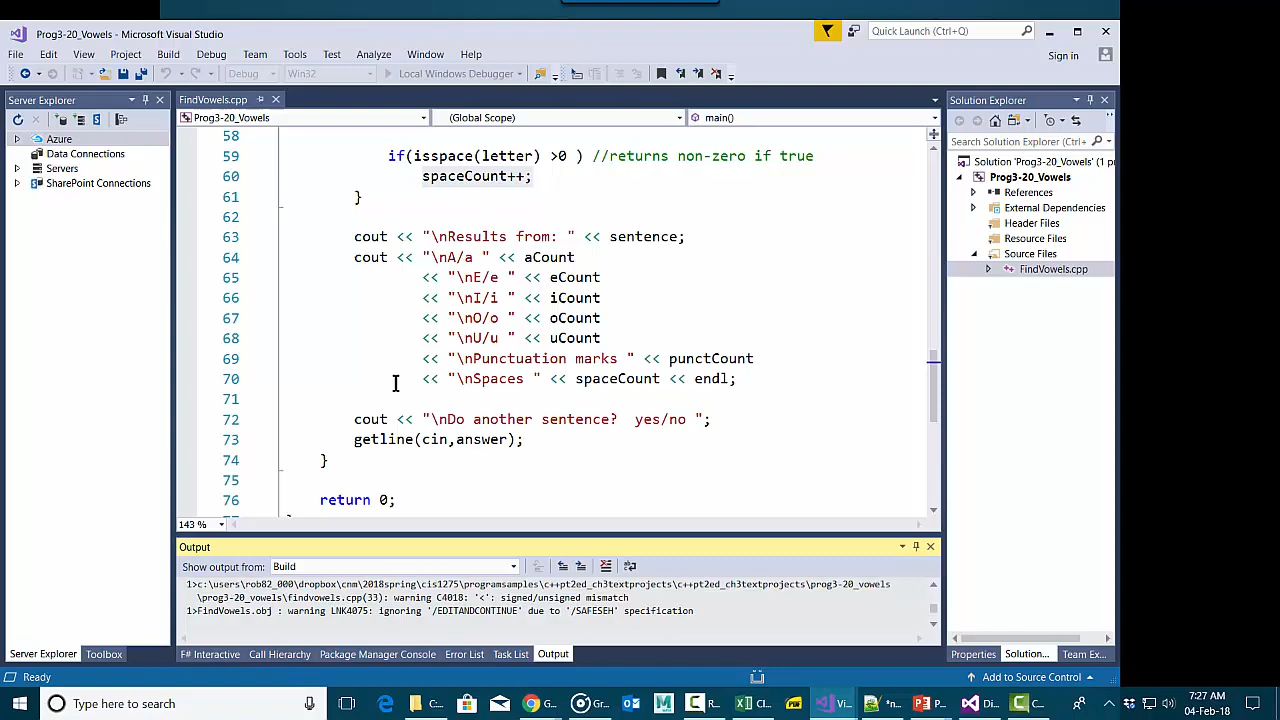 Prog3-20_Vowels - Microsoft Visual Studio
Quick Launch (Ctrl+Q)
File Edit View Project Build Debug Team Tools Test Analyze Window Help
Sign in
Debug Win32 Local Windows Debugger
Server Explorer
Azure
Data Connections
Servers
SharePoint Connections
FindVowels.cpp
Prog3-20_Vowels (Global Scope) main()
58
59 if(isspace(letter) >0 ) //returns non-zero if true
60 spaceCount++;
61 }
62
63 cout << "\nResults from: " << sentence;
64 cout << "\nA/a " << aCount
65 << "\nE/e " << eCount
66 << "\nI/i " << iCount
67 << "\nO/o " << oCount
68 << "\nU/u " << uCount
69 << "\nPunctuation marks " << punctCount
70 << "\nSpaces " << spaceCount << endl;
71
72 cout << "\nDo another sentence?  yes/no ";
73 getline(cin,answer);
74 }
75
76 return 0;
143 %
Solution Explorer
Search Solution Explorer (Ctrl+
Solution 'Prog3-20_Vowels' (1 p
Prog3-20_Vowels
References
External Dependencies
Header Files
Resource Files
Source Files
FindVowels.cpp
Output
Show output from: Build
1>c:\users\rob82_000\dropbox\cnm\2018spring\cis1275\programsamples\c++pt2ed_ch3textprojects\c++pt2ed_ch3textprojects\prog3-20_vowels
\prog3-20_vowels\findvowels.cpp(33): warning C4018: '<': signed/unsigned mismatch
1>FindVowels.obj : warning LNK4075: ignoring '/EDITANDCONTINUE' due to '/SAFESEH' specification
Server Explorer Toolbox
F# Interactive Call Hierarchy Package Manager Console Error List Task List Output
Properties Solution... Team Ex...
Ready
Add to Source Control
Type here to search
C... G... Gr... O... R... Cl... Vi... *n... P... Di... C...
7:27 AM
04-Feb-18